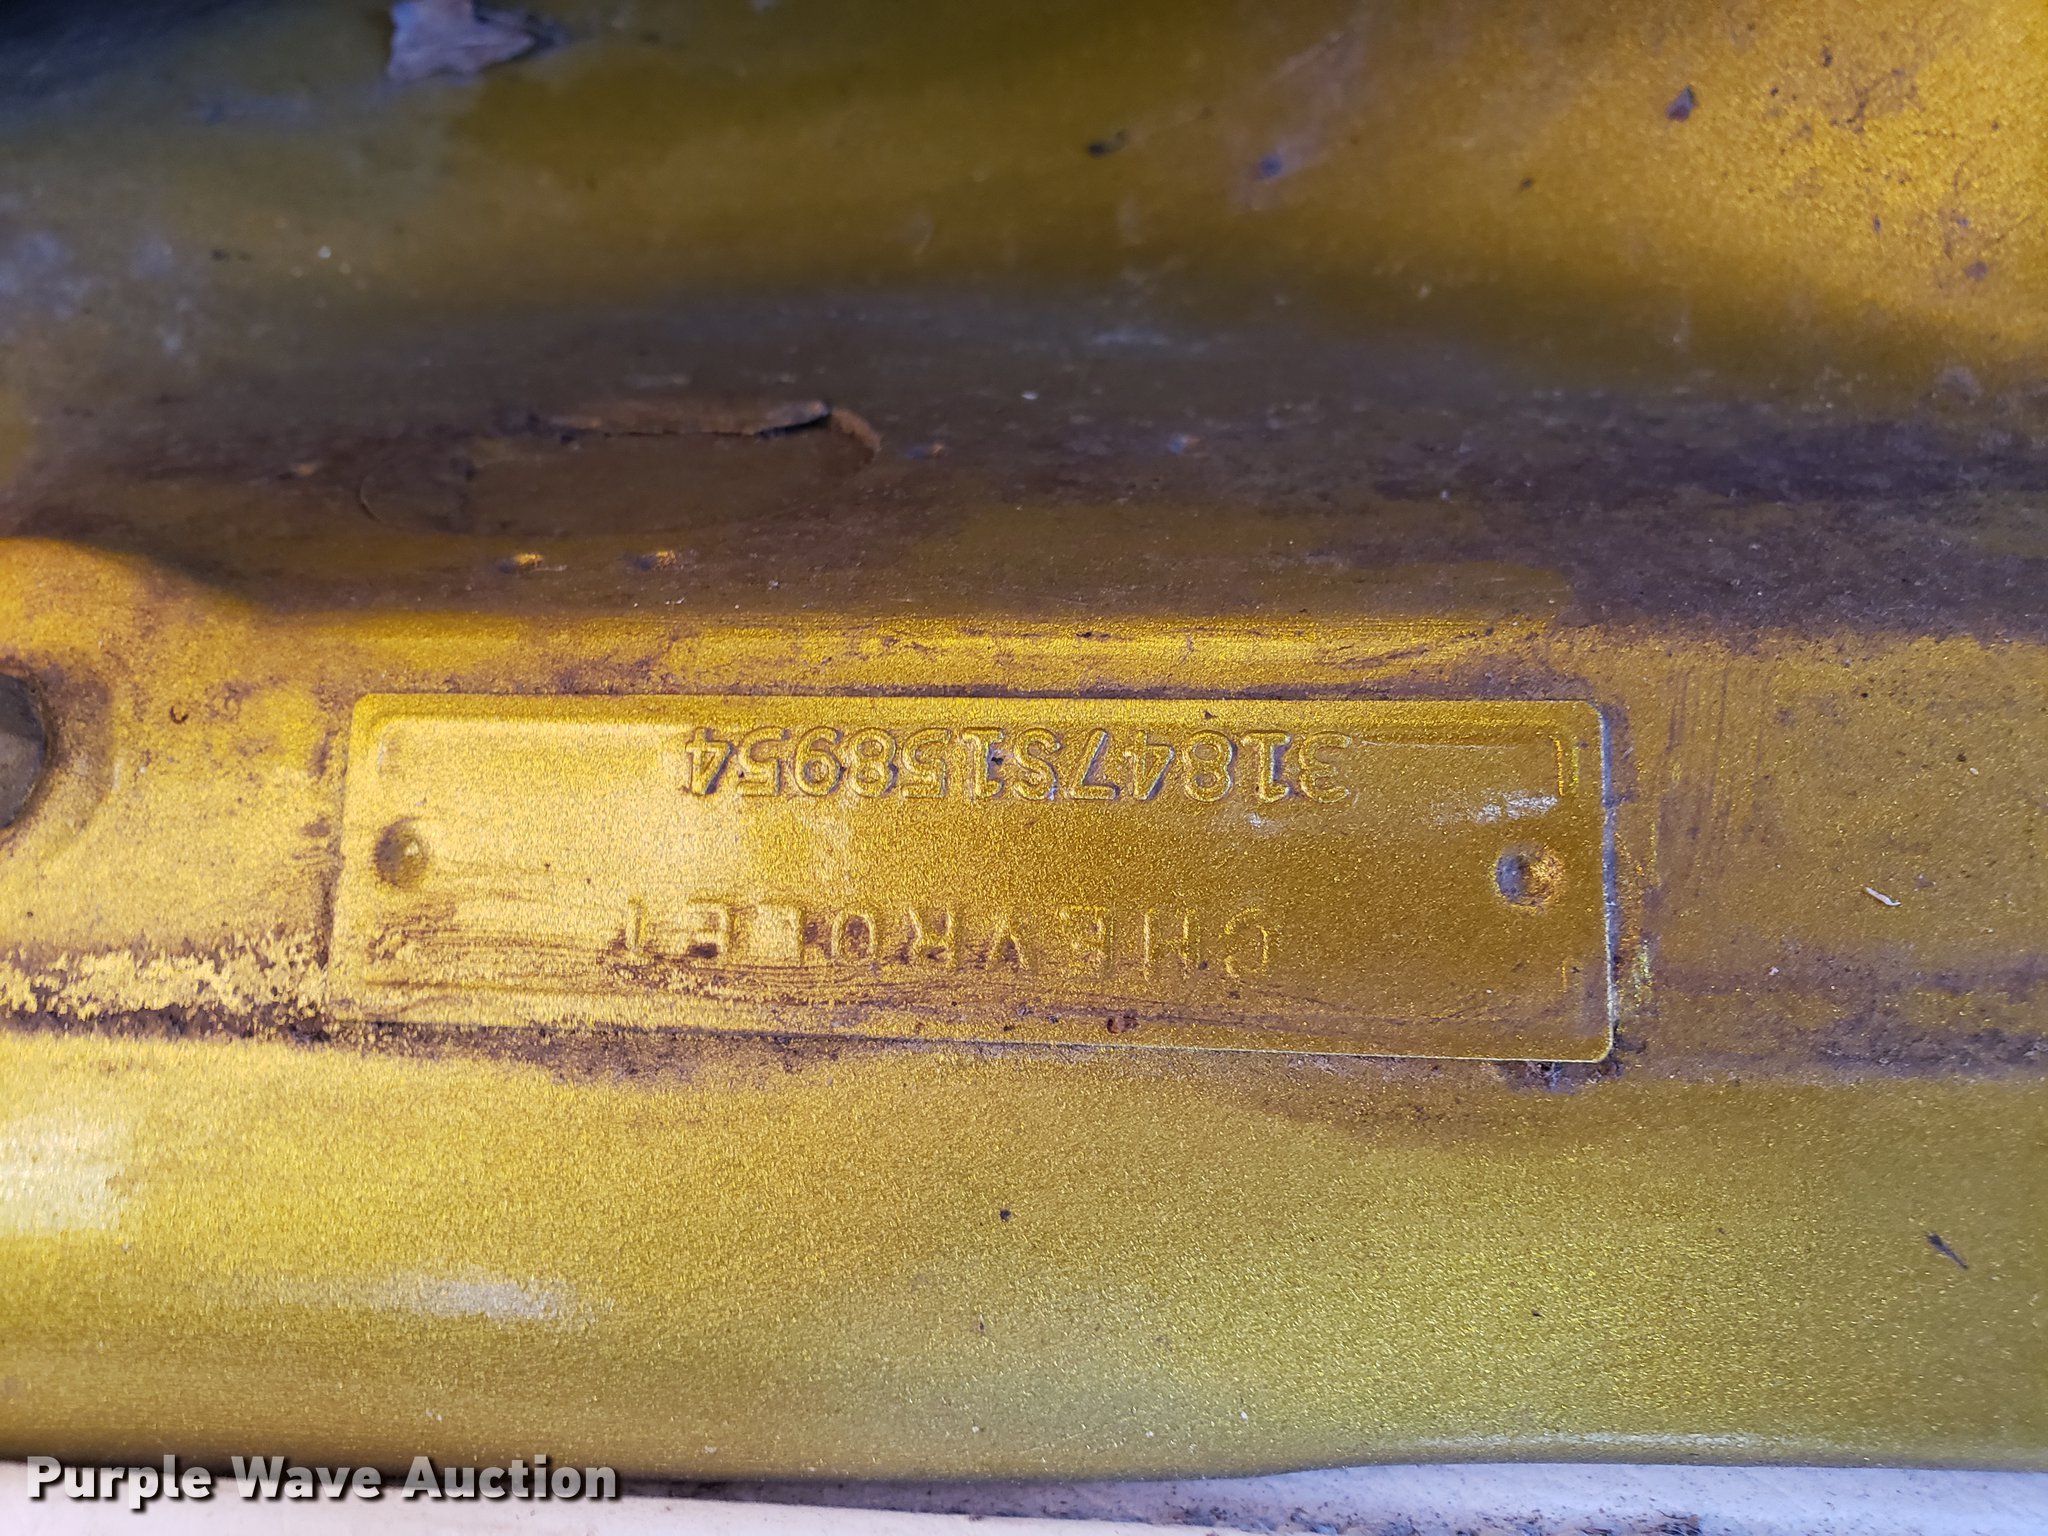 CHEVROLET
31847S158954
Purple Wave Auction